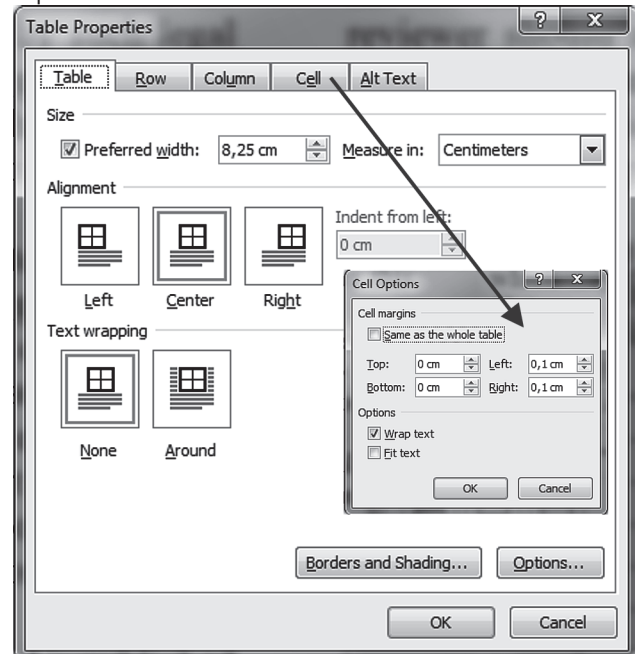 Table Properties
Table Row Column Cell Alt Text
Size
Preferred width: 8,25 cm Measure in: Centimeters
Alignment
Indent from left:
0 cm
Left Center Right
Text wrapping
None Around
Cell Options
Cell margins
Same as the whole table
Top: 0 cm Left: 0,1 cm
Bottom: 0 cm Right: 0,1 cm
Options
Wrap text
Fit text
OK Cancel
Borders and Shading... Options...
OK Cancel